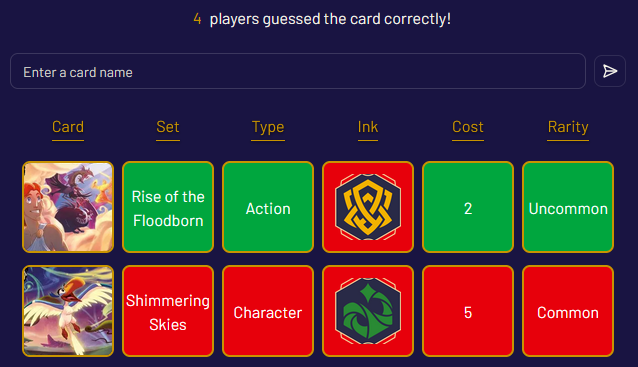 4 players guessed the card correctly!
Enter a card name
Card Set Type Ink Cost Rarity
Rise of the
Floodborn
Action
2
Uncommon
Shimmering
Skies
Character
5
Common